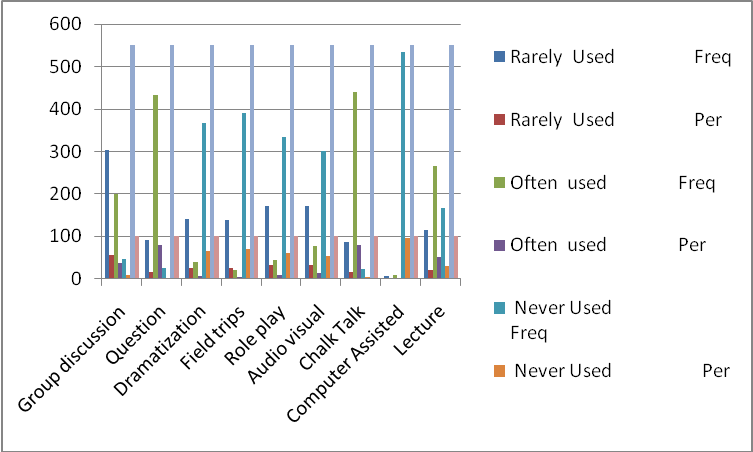 600
500
400
300
200
100
0
Group discussion
Question
Dramatization
Field trips
Role play
Audio visual
Chalk Talk
Computer Assisted
Lecture
Rarely Used Freq
Rarely Used Per
Often used Freq
Often used Per
Never Used
Freq
Never Used Per